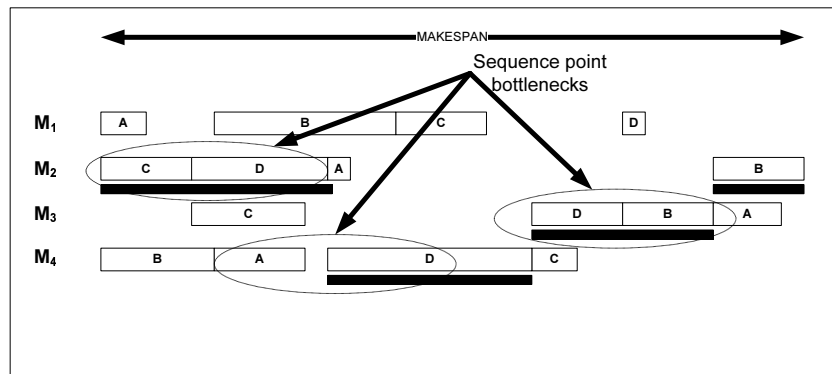 MAKESPAN
Sequence point
bottlenecks
M1 A B C D
M2 C D A B
M3 C D B A
M4 B A D C